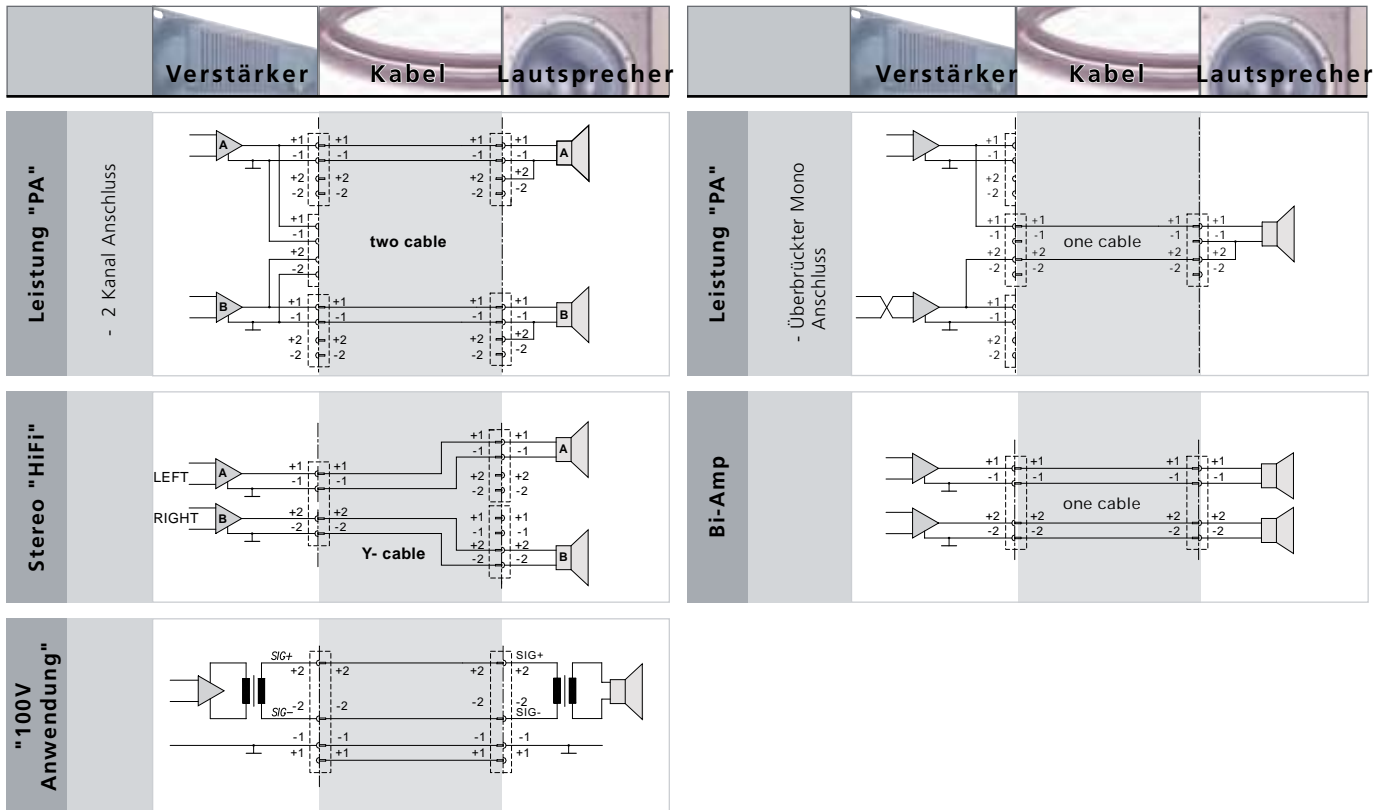 Verstärker Kabel Lautsprecher
Leistung "PA"
- 2 Kanal Anschluss
A +1 +1 +1 +1 A
-1 -1 -1 -1
+2 +2 +2 +2
-2 -2 -2 -2
+1
-1
two cable
+2
-2
B +1 +1 +1 +1 B
-1 -1 -1 -1
+2 +2 +2 +2
-2 -2 -2 -2
Stereo "HiFi"
LEFT A +1 +1 +1 +1 A
-1 -1 -1 -1
+2 +2
-2 -2
RIGHT B +2 +2 +1 +1
-2 -2 -1 -1
Y- cable +2 +2 B
-2 -2
"100V
Anwendung"
SIG+ SIG+
+2 +2 +2 +2
-2 -2 -2 -2
SIG– SIG-
-1 -1 -1 -1
+1 +1 +1 +1
Verstärker Kabel Lautsprecher
Leistung "PA"
- Überbrückter Mono
Anschluss
+1
-1
+2
-2
+1 +1 +1 +1
-1 -1 one cable -1 -1
+2 +2 +2 +2
-2 -2 -2 -2
+1
-1
+2
-2
Bi-Amp
+1 +1 +1 +1
-1 -1 -1 -1
one cable
+2 +2 +2 +2
-2 -2 -2 -2